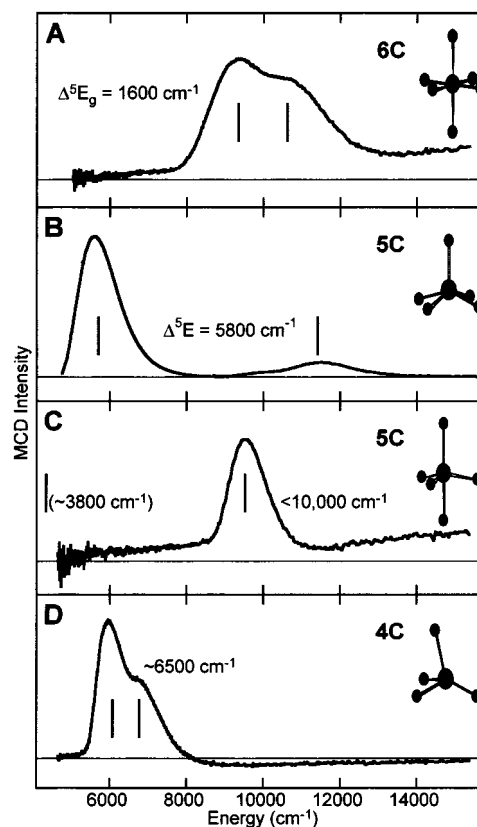 A
6C
Δ⁵Eg = 1600 cm⁻¹
B
5C
Δ⁵E = 5800 cm⁻¹
MCD Intensity
C
5C
(~3800 cm⁻¹)
<10,000 cm⁻¹
D
4C
~6500 cm⁻¹
6000 8000 10000 12000 14000
Energy (cm⁻¹)